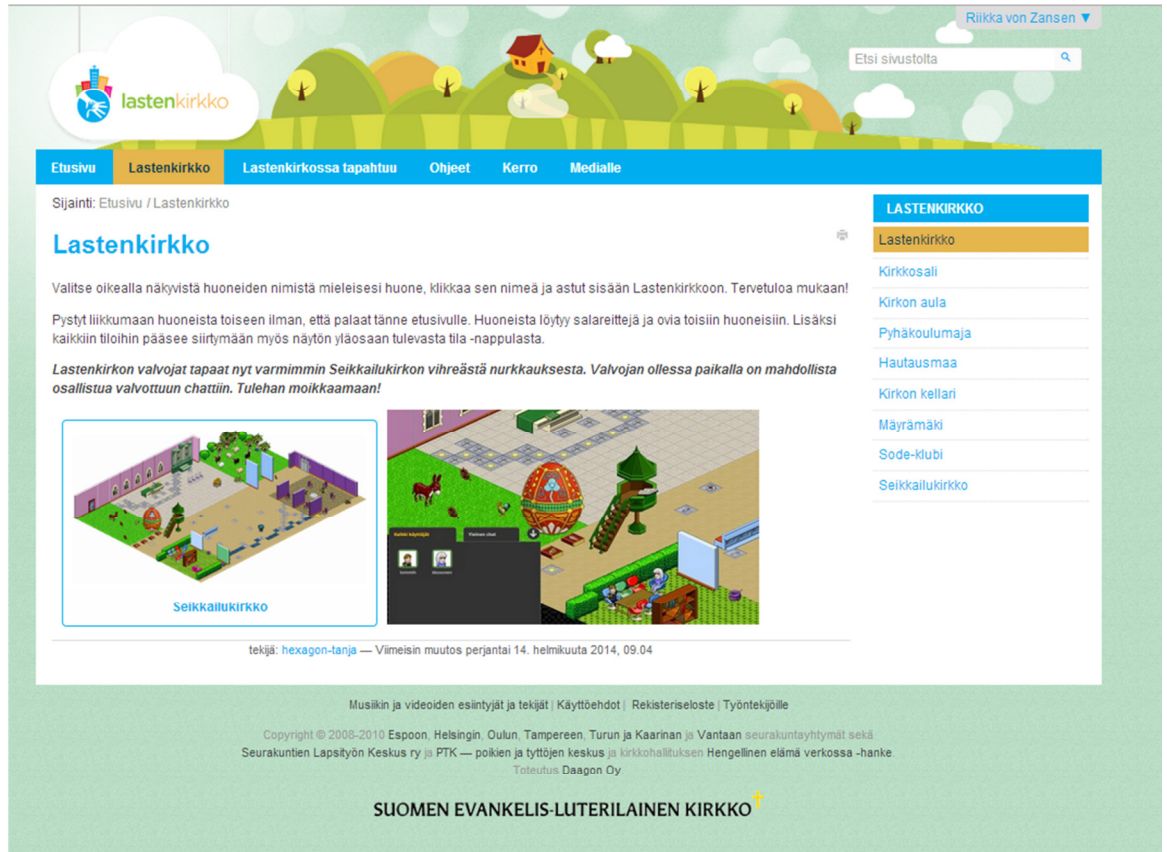 Riikka von Zansen ▼
Etsi sivustolta
lastenkirkko
Etusivu Lastenkirkko Lastenkirkossa tapahtuu Ohjeet Kerro Medialle
Sijainti: Etusivu / Lastenkirkko
Lastenkirkko
Valitse oikealla näkyvistä huoneiden nimistä mieleisesi huone, klikkaa sen nimeä ja astut sisään Lastenkirkkoon. Tervetuloa mukaan!
Pystyt liikkumaan huoneista toiseen ilman, että palaat tänne etusivulle. Huoneista löytyy salareittejä ja ovia toisiin huoneisiin. Lisäksi
kaikkiin tiloihin pääsee siirtymään myös näytön yläosaan tulevasta tila -nappulasta.
Lastenkirkon valvojat tapaat nyt varmimmin Seikkailukirkon vihreästä nurkkauksesta. Valvojan ollessa paikalla on mahdollista
osallistua valvottuun chattiin. Tulehan moikkaamaan!
Kaikki käyttäjät
Yleinen chat
Seikkailukirkko
tekijä: hexagon-tanja — Viimeisin muutos perjantai 14. helmikuuta 2014, 09.04
LASTENKIRKKO
Lastenkirkko
Kirkkosali
Kirkon aula
Pyhäkoulumaja
Hautausmaa
Kirkon kellari
Mäyrämäki
Sode-klubi
Seikkailukirkko
Musiikin ja videoiden esiintyjät ja tekijät | Käyttöehdot | Rekisteriseloste | Työntekijöille
Copyright © 2008-2010 Espoon, Helsingin, Oulun, Tampereen, Turun ja Kaarinan ja Vantaan seurakuntayhtymät sekä
Seurakuntien Lapsityön Keskus ry ja PTK — poikien ja tyttöjen keskus ja kirkkohallituksen Hengellinen elämä verkossa -hanke.
Toteutus Daagon Oy
SUOMEN EVANKELIS-LUTERILAINEN KIRKKO